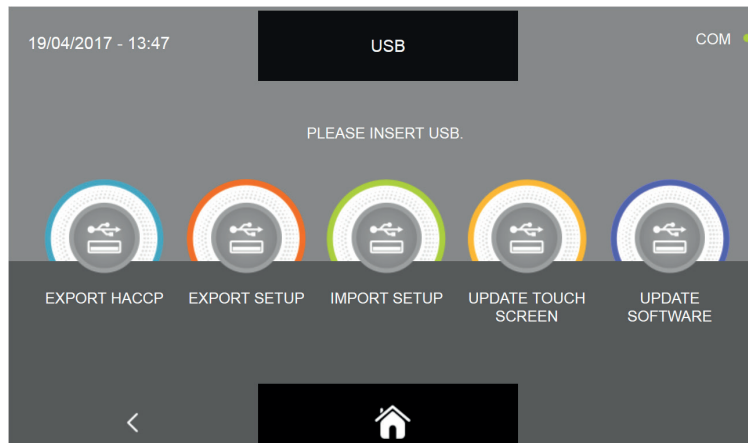 19/04/2017 - 13:47
USB
COM
PLEASE INSERT USB.
EXPORT HACCP
EXPORT SETUP
IMPORT SETUP
UPDATE TOUCH
SCREEN
UPDATE
SOFTWARE